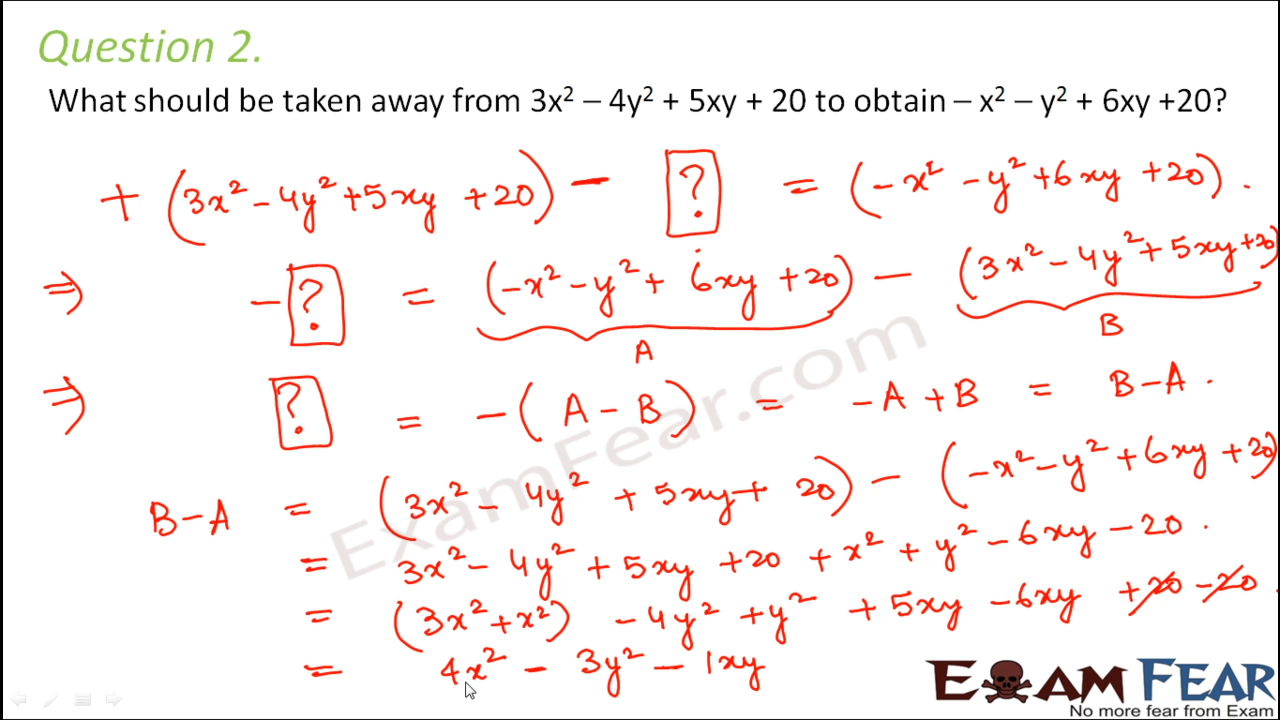 Question 2.
What should be taken away from 3x² – 4y² + 5xy + 20 to obtain – x² – y² + 6xy +20?
+ (3x² - 4y² + 5xy + 20) - ? = (-x² - y² + 6xy + 20).
⇒ - ? = (-x² - y² + 6xy + 20) - (3x² - 4y² + 5xy + 20)
A B
⇒ ? = - (A - B) = - A + B = B - A.
B - A = (3x² - 4y² + 5xy + 20) - (-x² - y² + 6xy + 20)
= 3x² - 4y² + 5xy + 20 + x² + y² - 6xy - 20.
= (3x² + x²) - 4y² + y² + 5xy - 6xy + 20 - 20.
= 4x² - 3y² - 1xy
ExamFear.com
EXAM FEAR
No more fear from Exam